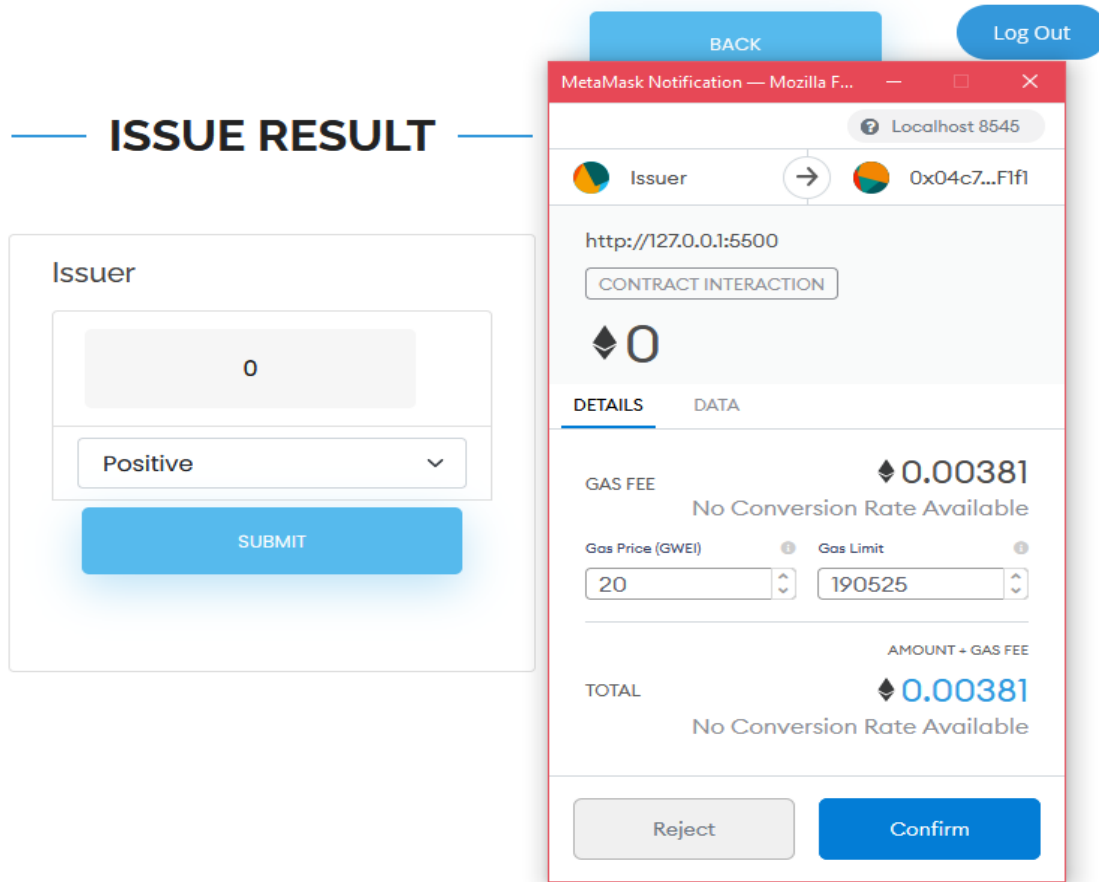 BACK
Log Out
ISSUE RESULT
Issuer
0
Positive
SUBMIT
MetaMask Notification — Mozilla F...
Localhost 8545
Issuer
0x04c7...F1f1
http://127.0.0.1:5500
CONTRACT INTERACTION
0
DETAILS DATA
GAS FEE 0.00381
No Conversion Rate Available
Gas Price (GWEI) Gas Limit
20 190525
AMOUNT + GAS FEE
TOTAL 0.00381
No Conversion Rate Available
Reject Confirm